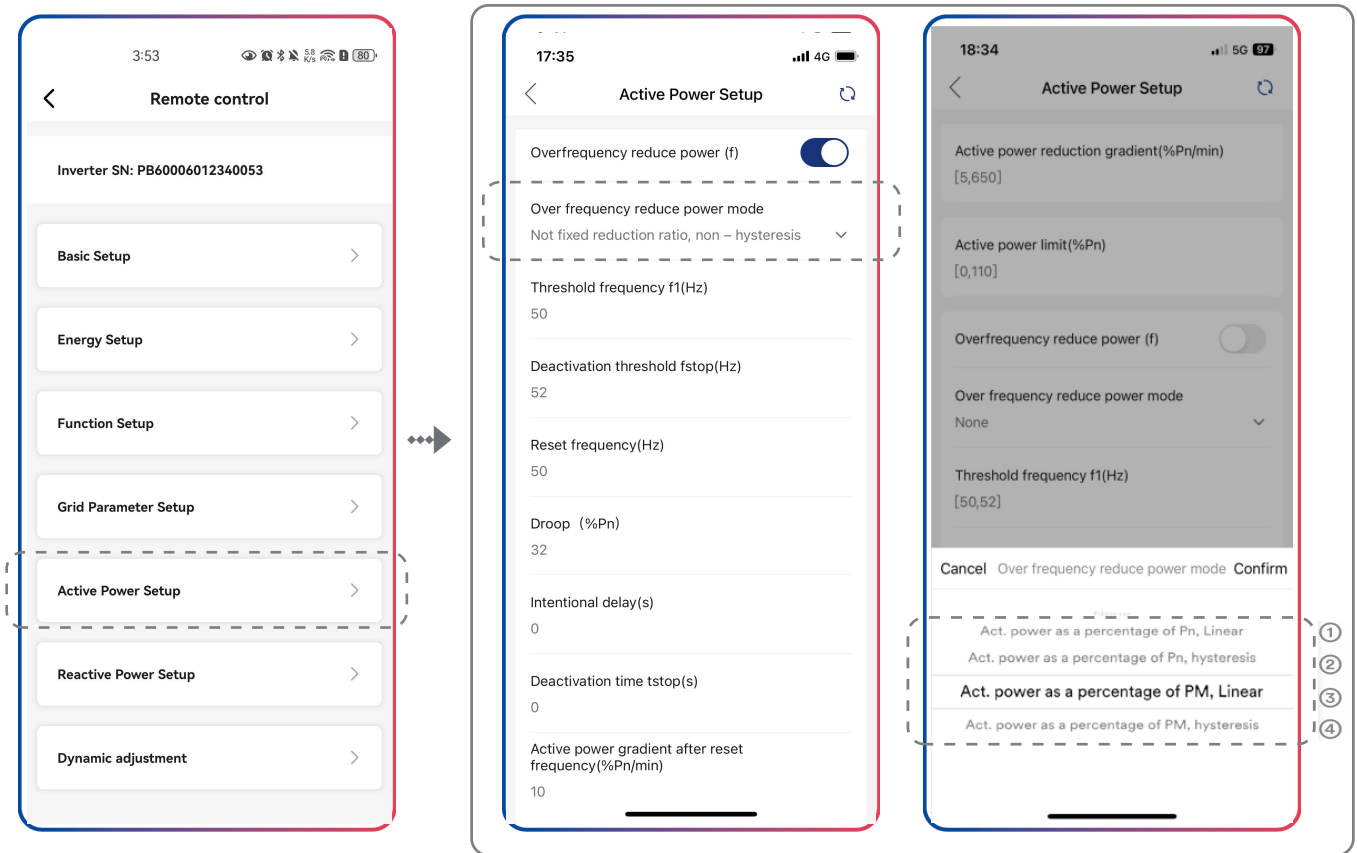 3:53
5.8
K/s
80
Remote control
Inverter SN: PB60006012340053
Basic Setup
Energy Setup
Function Setup
Grid Parameter Setup
Active Power Setup
Reactive Power Setup
Dynamic adjustment
17:35
4G
Active Power Setup
Overfrequency reduce power (f)
Over frequency reduce power mode
Not fixed reduction ratio, non – hysteresis
Threshold frequency f1(Hz)
50
Deactivation threshold fstop(Hz)
52
Reset frequency(Hz)
50
Droop（%Pn）
32
Intentional delay(s)
0
Deactivation time tstop(s)
0
Active power gradient after reset
frequency(%Pn/min)
10
18:34
5G 97
Active Power Setup
Active power reduction gradient(%Pn/min)
[5,650]
Active power limit(%Pn)
[0,110]
Overfrequency reduce power (f)
Over frequency reduce power mode
None
Threshold frequency f1(Hz)
[50,52]
Cancel Over frequency reduce power mode Confirm
Act. power as a percentage of Pn, Linear ①
Act. power as a percentage of Pn, hysteresis ②
Act. power as a percentage of PM, Linear ③
Act. power as a percentage of PM, hysteresis ④